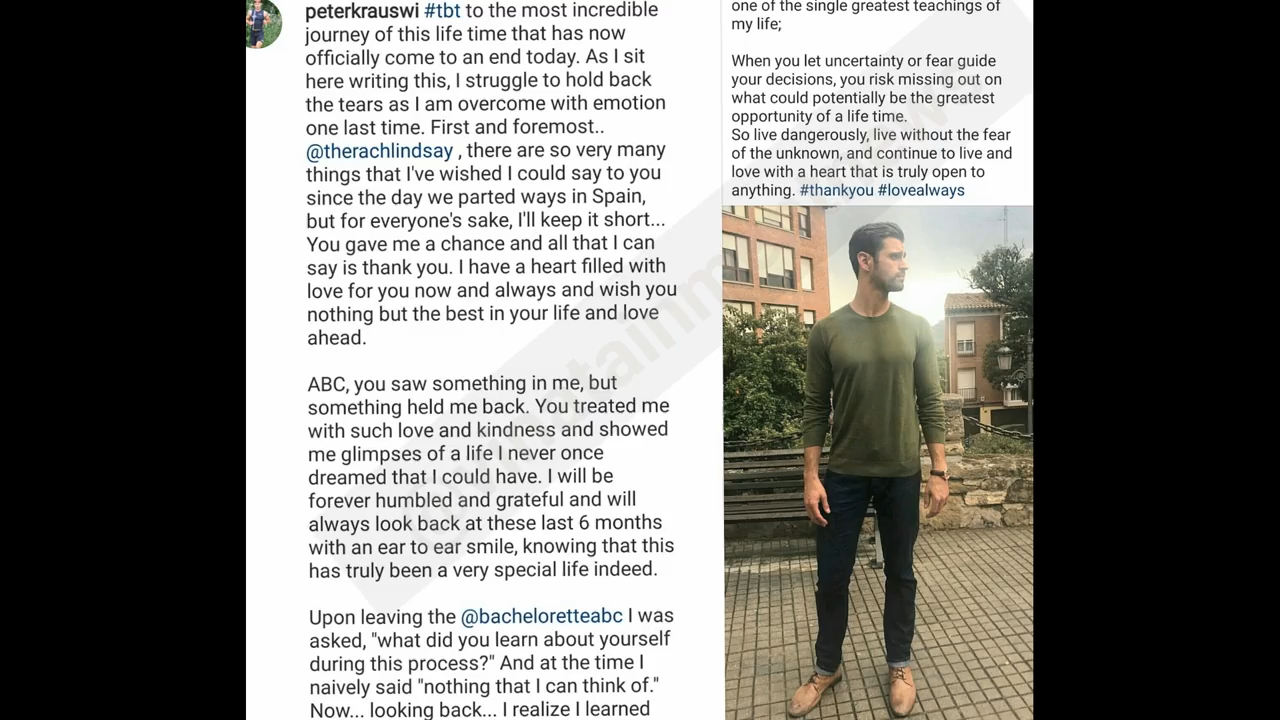 peterkrauswi #tbt to the most incredible
journey of this life time that has now
officially come to an end today. As I sit
here writing this, I struggle to hold back
the tears as I am overcome with emotion
one last time. First and foremost..
@therachlindsay , there are so very many
things that I've wished I could say to you
since the day we parted ways in Spain,
but for everyone's sake, I'll keep it short...
You gave me a chance and all that I can
say is thank you. I have a heart filled with
love for you now and always and wish you
nothing but the best in your life and love
ahead.
ABC, you saw something in me, but
something held me back. You treated me
with such love and kindness and showed
me glimpses of a life I never once
dreamed that I could have. I will be
forever humbled and grateful and will
always look back at these last 6 months
with an ear to ear smile, knowing that this
has truly been a very special life indeed.
Upon leaving the @bacheloretteabc I was
asked, "what did you learn about yourself
during this process?" And at the time I
naively said "nothing that I can think of."
Now... looking back... I realize I learned
one of the single greatest teachings of
my life;
When you let uncertainty or fear guide
your decisions, you risk missing out on
what could potentially be the greatest
opportunity of a life time.
So live dangerously, live without the fear
of the unknown, and continue to live and
love with a heart that is truly open to
anything. #thankyou #lovealways